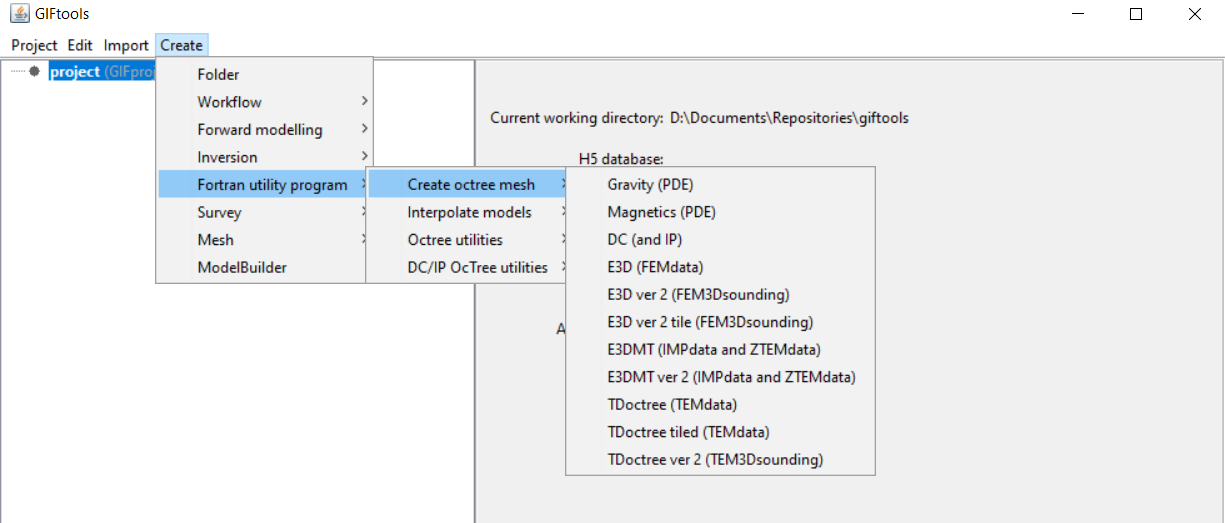 GIFtools
Project Edit Import Create
project (GIFpro
Folder
Workflow
Forward modelling
Inversion
Fortran utility program
Survey
Mesh
ModelBuilder
Create octree mesh
Interpolate models
Octree utilities
DC/IP OcTree utilities
Current working directory: D:\Documents\Repositories\giftools
H5 database:
A
Gravity (PDE)
Magnetics (PDE)
DC (and IP)
E3D (FEMdata)
E3D ver 2 (FEM3Dsounding)
E3D ver 2 tile (FEM3Dsounding)
E3DMT (IMPdata and ZTEMdata)
E3DMT ver 2 (IMPdata and ZTEMdata)
TDoctree (TEMdata)
TDoctree tiled (TEMdata)
TDoctree ver 2 (TEM3Dsounding)